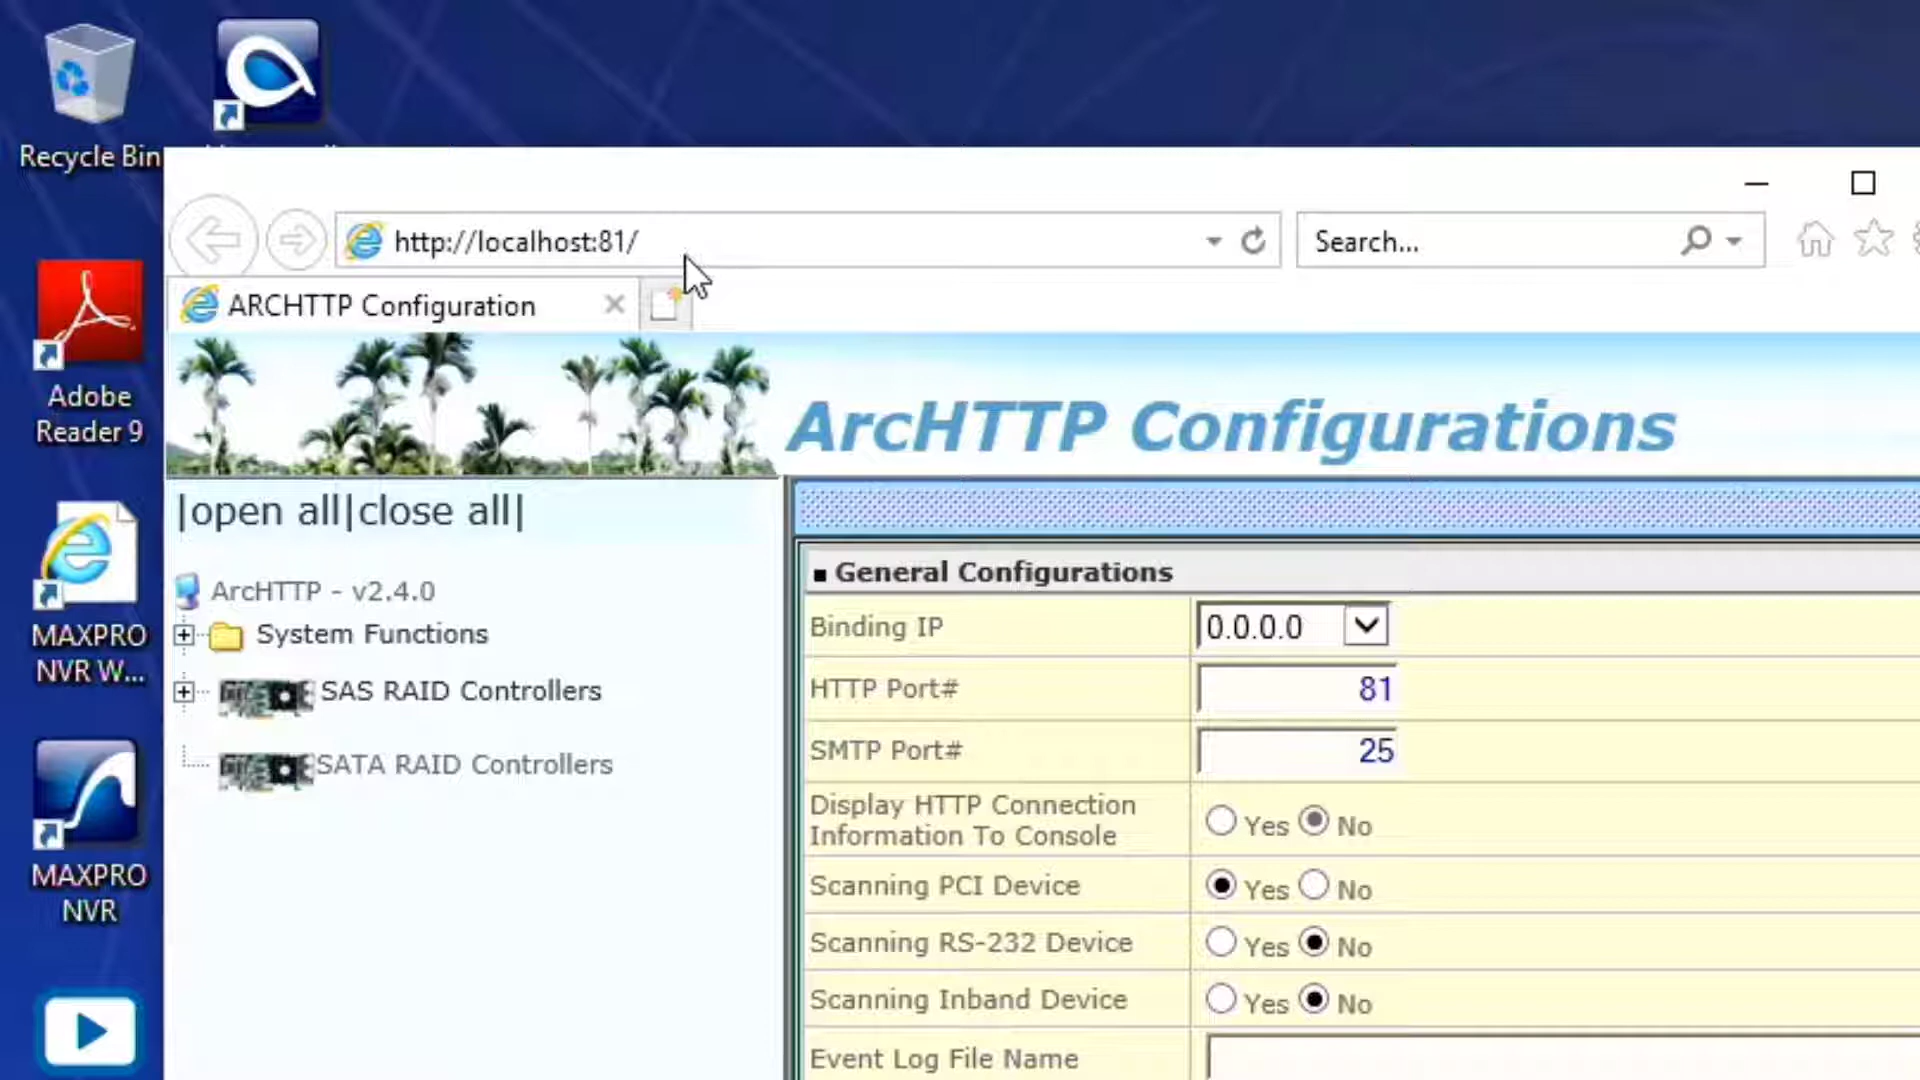 Recycle Bin
Adobe
Reader 9
MAXPRO
NVR W...
MAXPRO
NVR
http://localhost:81/
Search...
ARCHTTP Configuration
ArcHTTP Configurations
|open all|close all|
ArcHTTP - v2.4.0
System Functions
SAS RAID Controllers
SATA RAID Controllers
General Configurations
Binding IP 0.0.0.0
HTTP Port# 81
SMTP Port# 25
Display HTTP Connection
Information To Console Yes No
Scanning PCI Device Yes No
Scanning RS-232 Device Yes No
Scanning Inband Device Yes No
Event Log File Name